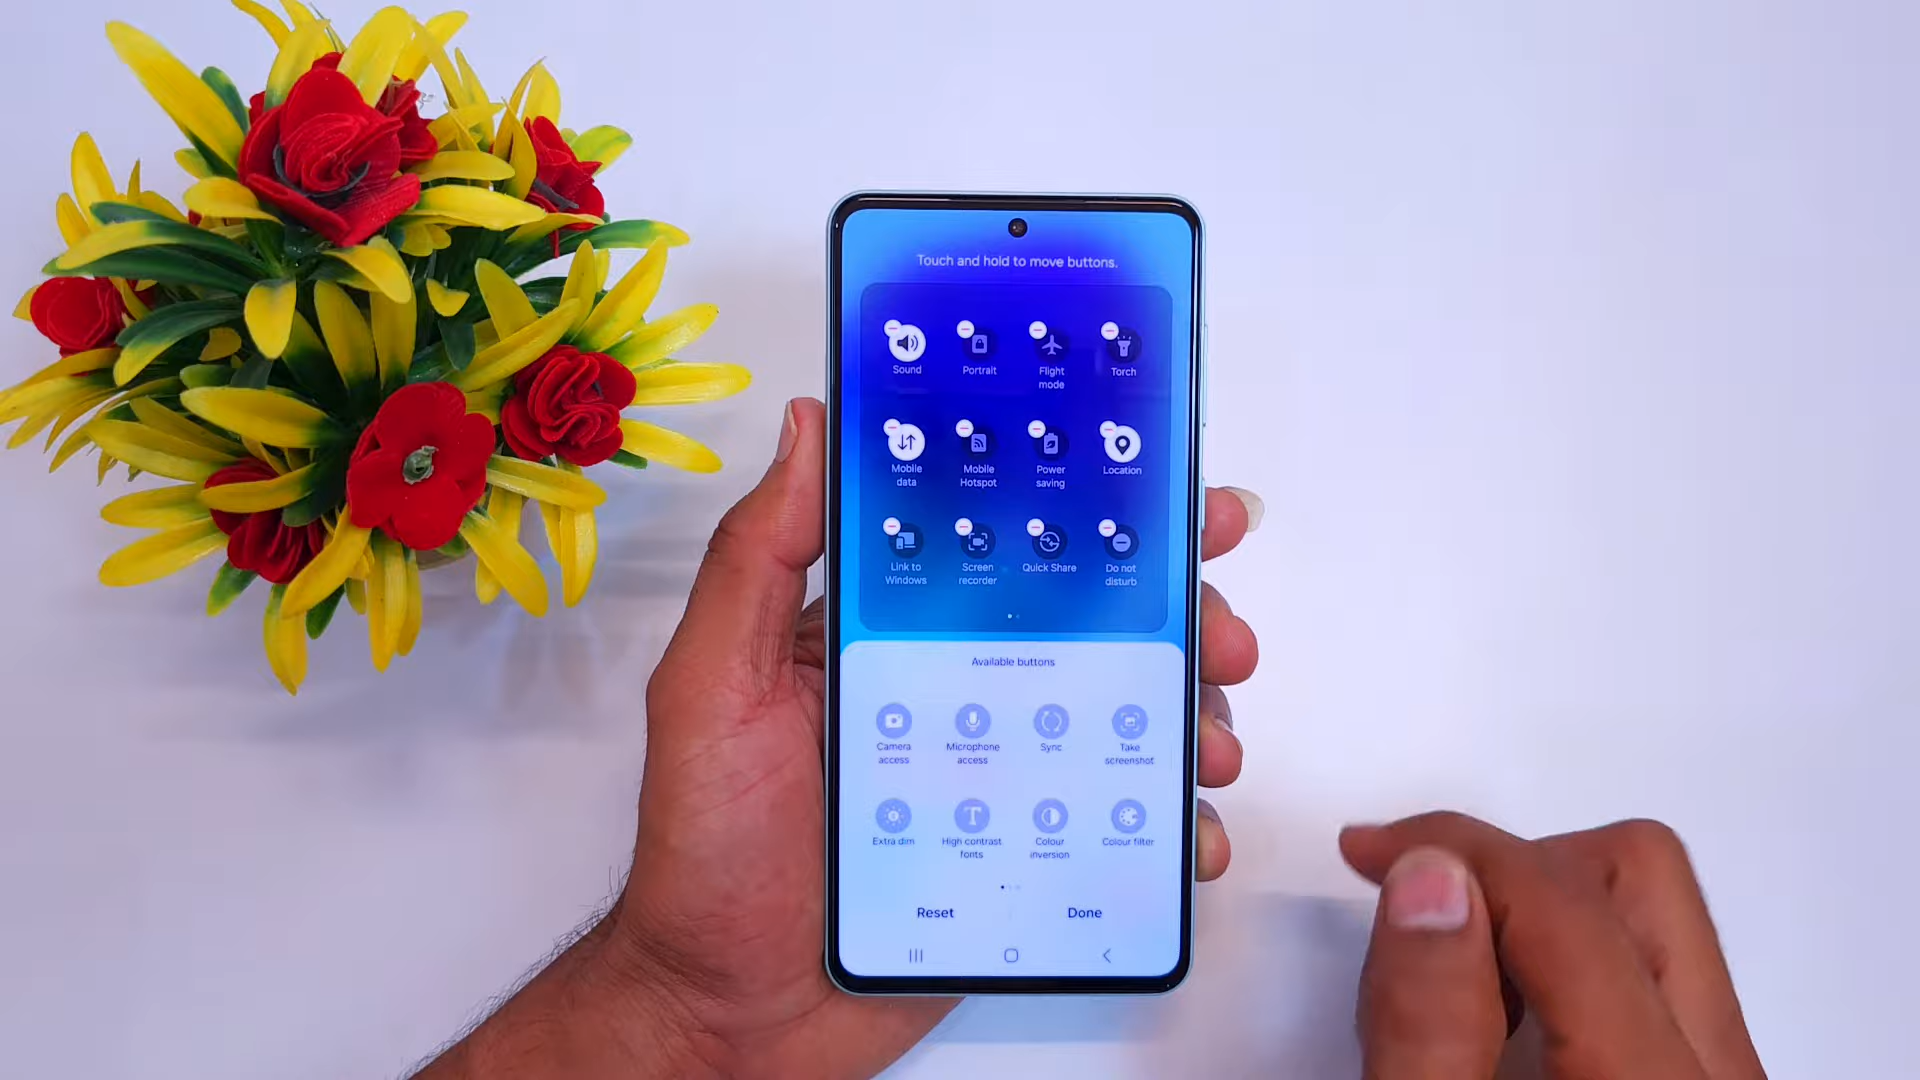 Touch and hold to move buttons.
Sound
Portrait
Flight
mode
Torch
Mobile
data
Mobile
Hotspot
Power
saving
Location
Link to
Windows
Screen
recorder
Quick Share
Do not
disturb
Available buttons
Camera
access
Microphone
access
Sync
Take
screenshot
Extra dim
High contrast
fonts
Colour
inversion
Colour filter
Reset
Done